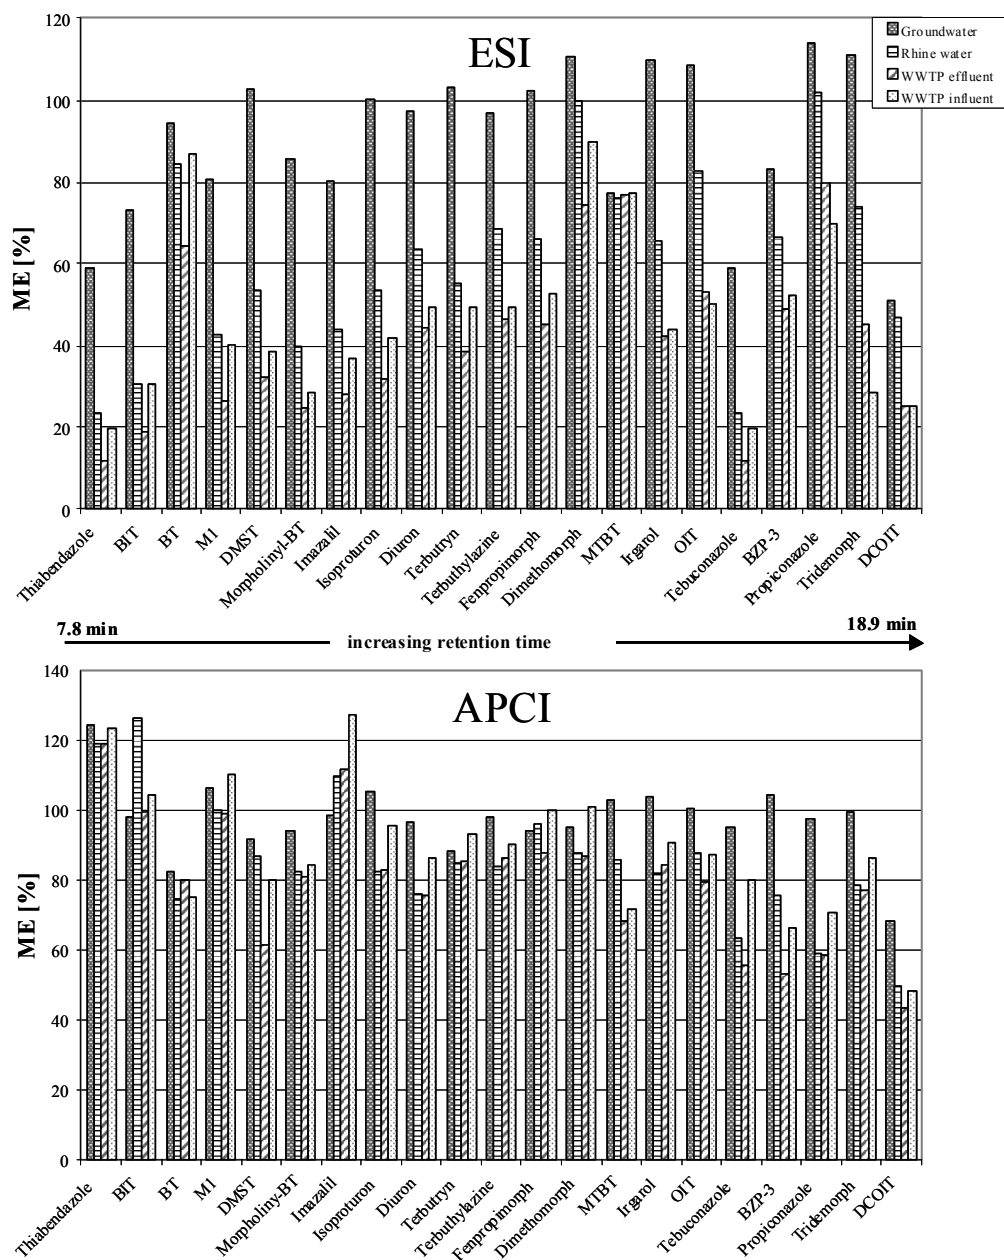 120
100
80
60
40
20
0
ME [%]
ESI
Groundwater
Rhine water
WWTP effluent
WWTP influent
Thiabendazole
BIT
BT
M1
DMST
Morpholinyl-BT
Imazalil
Isoproturon
Diuron
Terbutryn
Terbuthylazine
Fenpropimorph
Dimethomorph
MTBT
Irgarol
OIT
Tebuconazole
BZP-3
Propiconazole
Tridemorph
DCOIT
7.8 min
increasing retention time
18.9 min
140
120
100
80
60
40
20
0
ME [%]
APCI
Thiabendazole
BIT
BT
M1
DMST
Morpholiny-BT
Imazalil
Isoproturon
Diuron
Terbutryn
Terbuthylazine
Fenpropimorph
Dimethomorph
MTBT
Irgarol
OIT
Tebuconazole
BZP-3
Propiconazole
Tridemorph
DCOIT